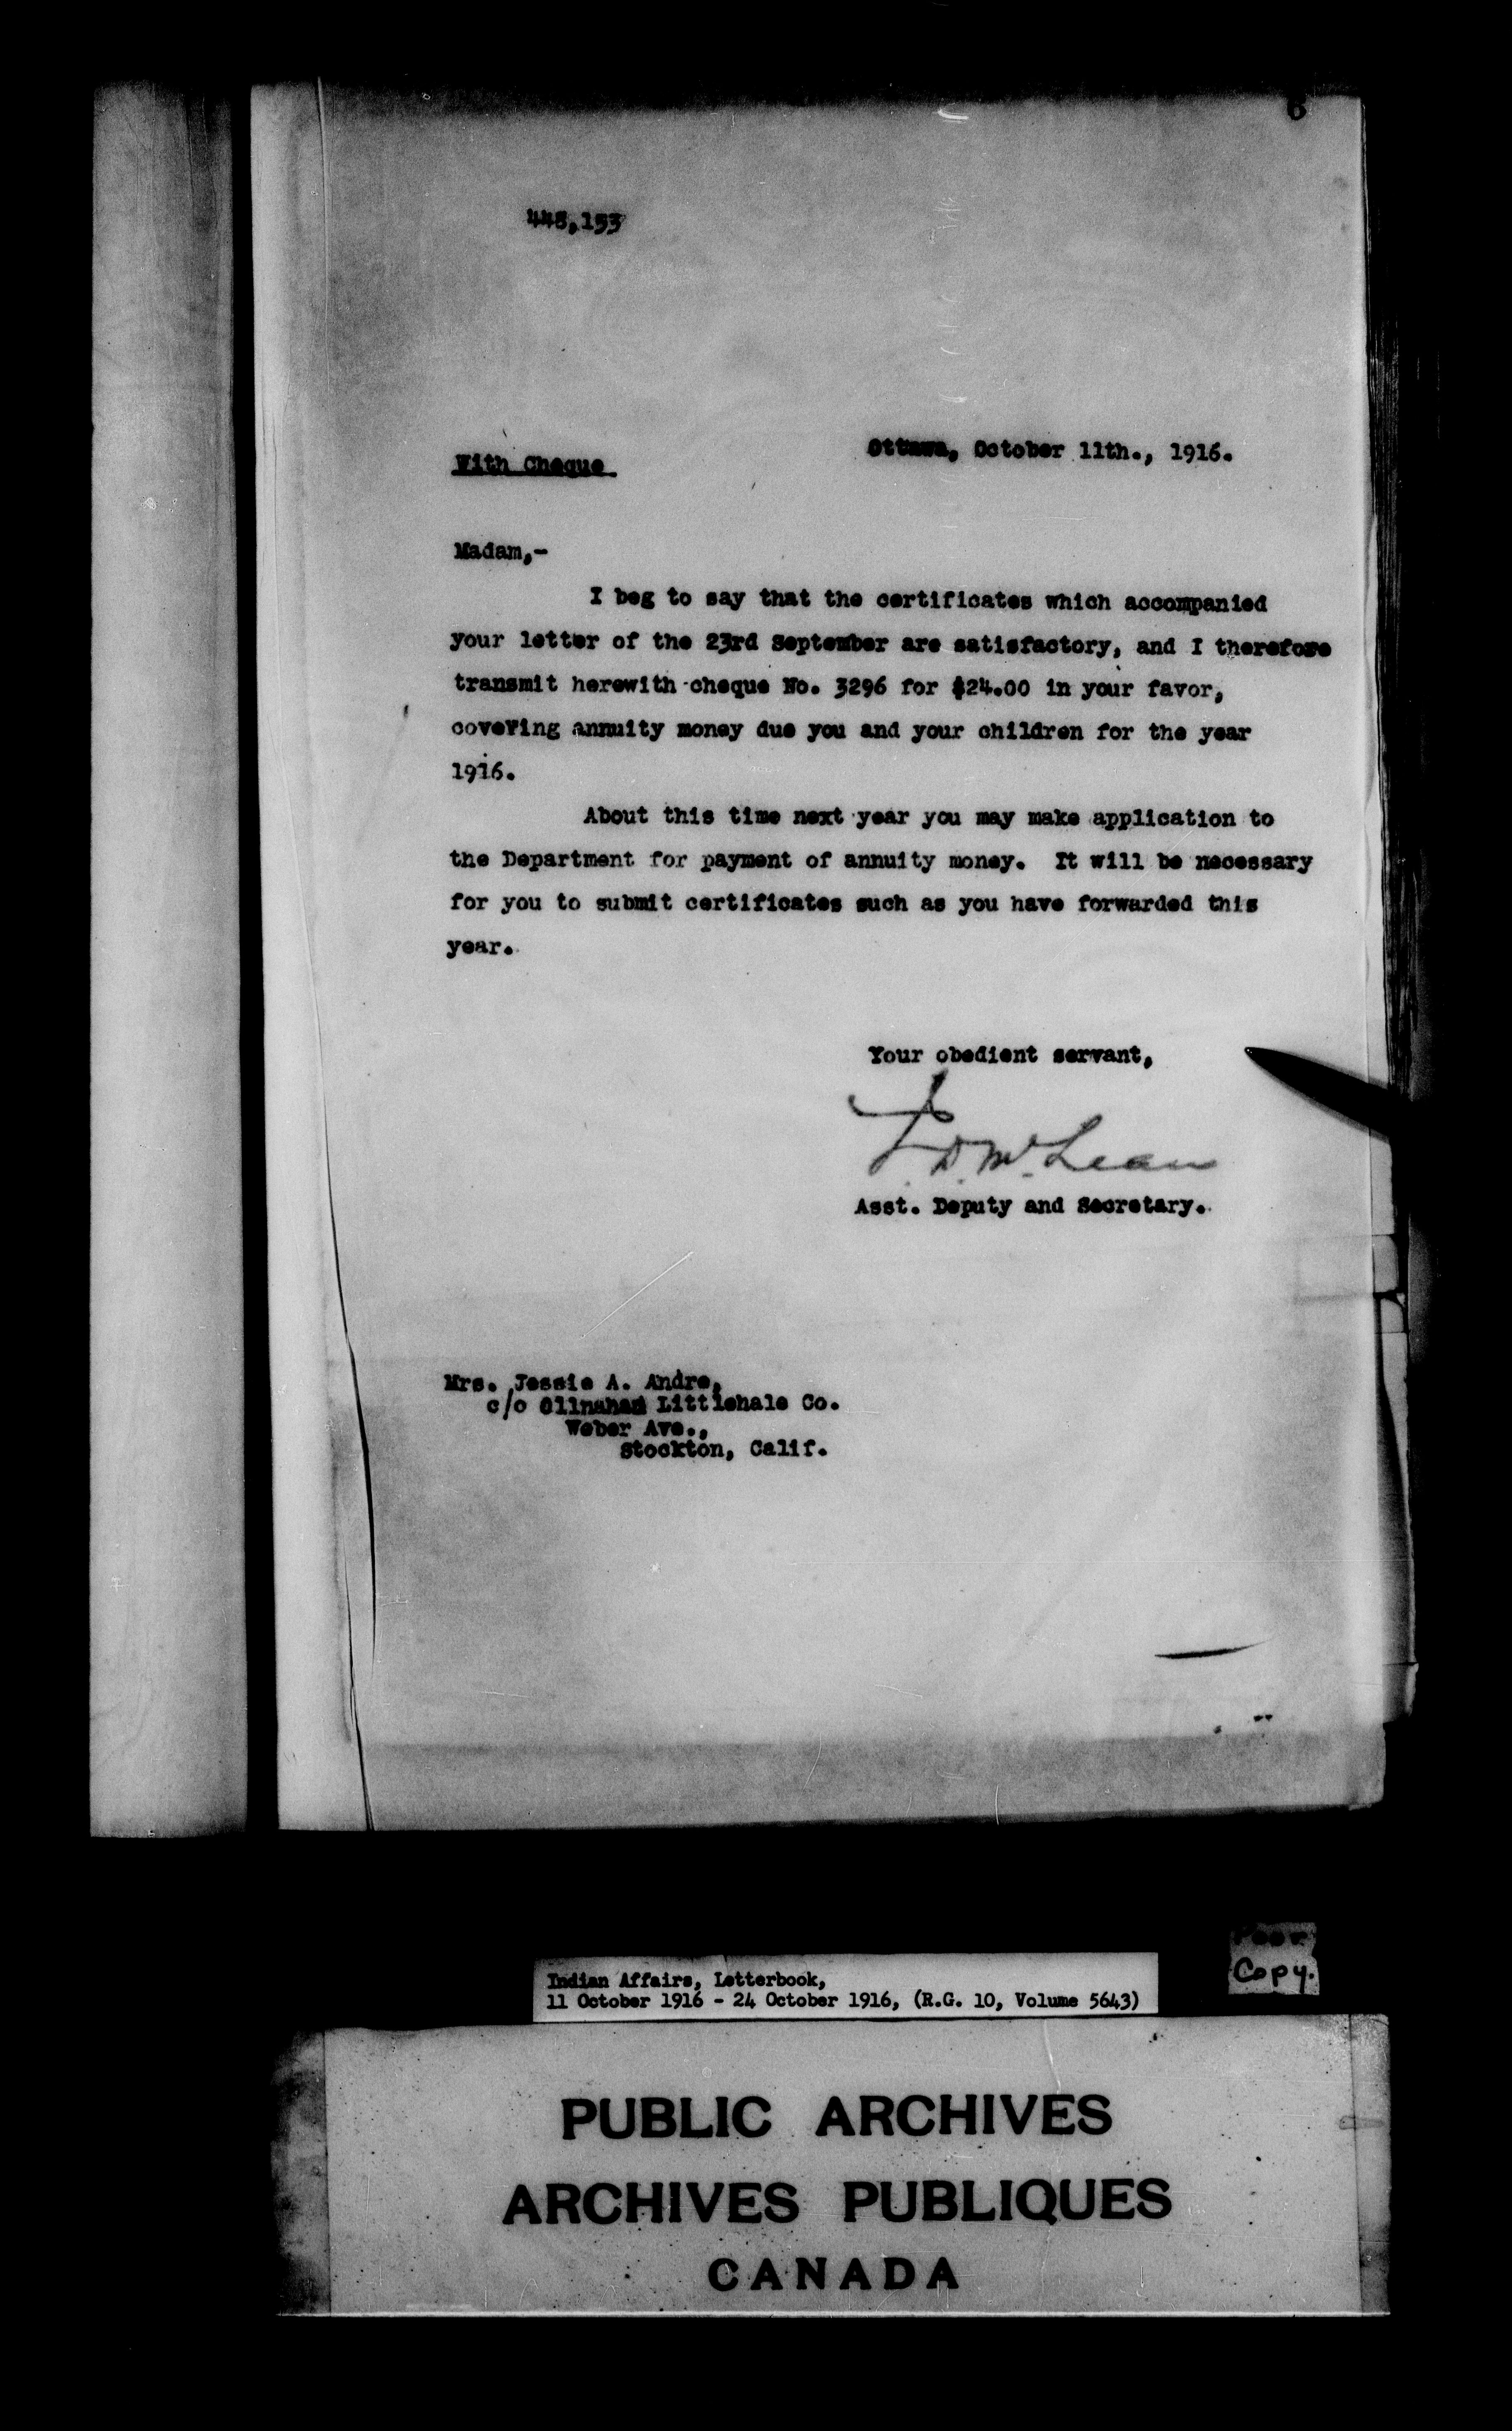 6
448,153
With Cheque
Ottawa, October 11th., 1916.
Madam,-
I beg to say that the certificates which accompanied
your letter of the 23rd September are satisfactory, and I therefore
transmit herewith cheque No. 3296 for $24.00 in your favor,
covering annuity money due you and your children for the year
1916.
About this time next year you may make application to
the Department for payment of annuity money. It will be necessary
for you to submit certificates such as you have forwarded this
year.
Your obedient servant,
J. D. McLean
Asst. Deputy and Secretary.
Mrs. Jessie A. Andre,
c/o Littlehale Co.
Weber Ave.,
Stockton, Calif.
Poor
Copy.
Indian Affairs, Letterbook,
11 October 1916 - 24 October 1916, (R.G. 10, Volume 5643)
PUBLIC ARCHIVES
ARCHIVES PUBLIQUES
CANADA